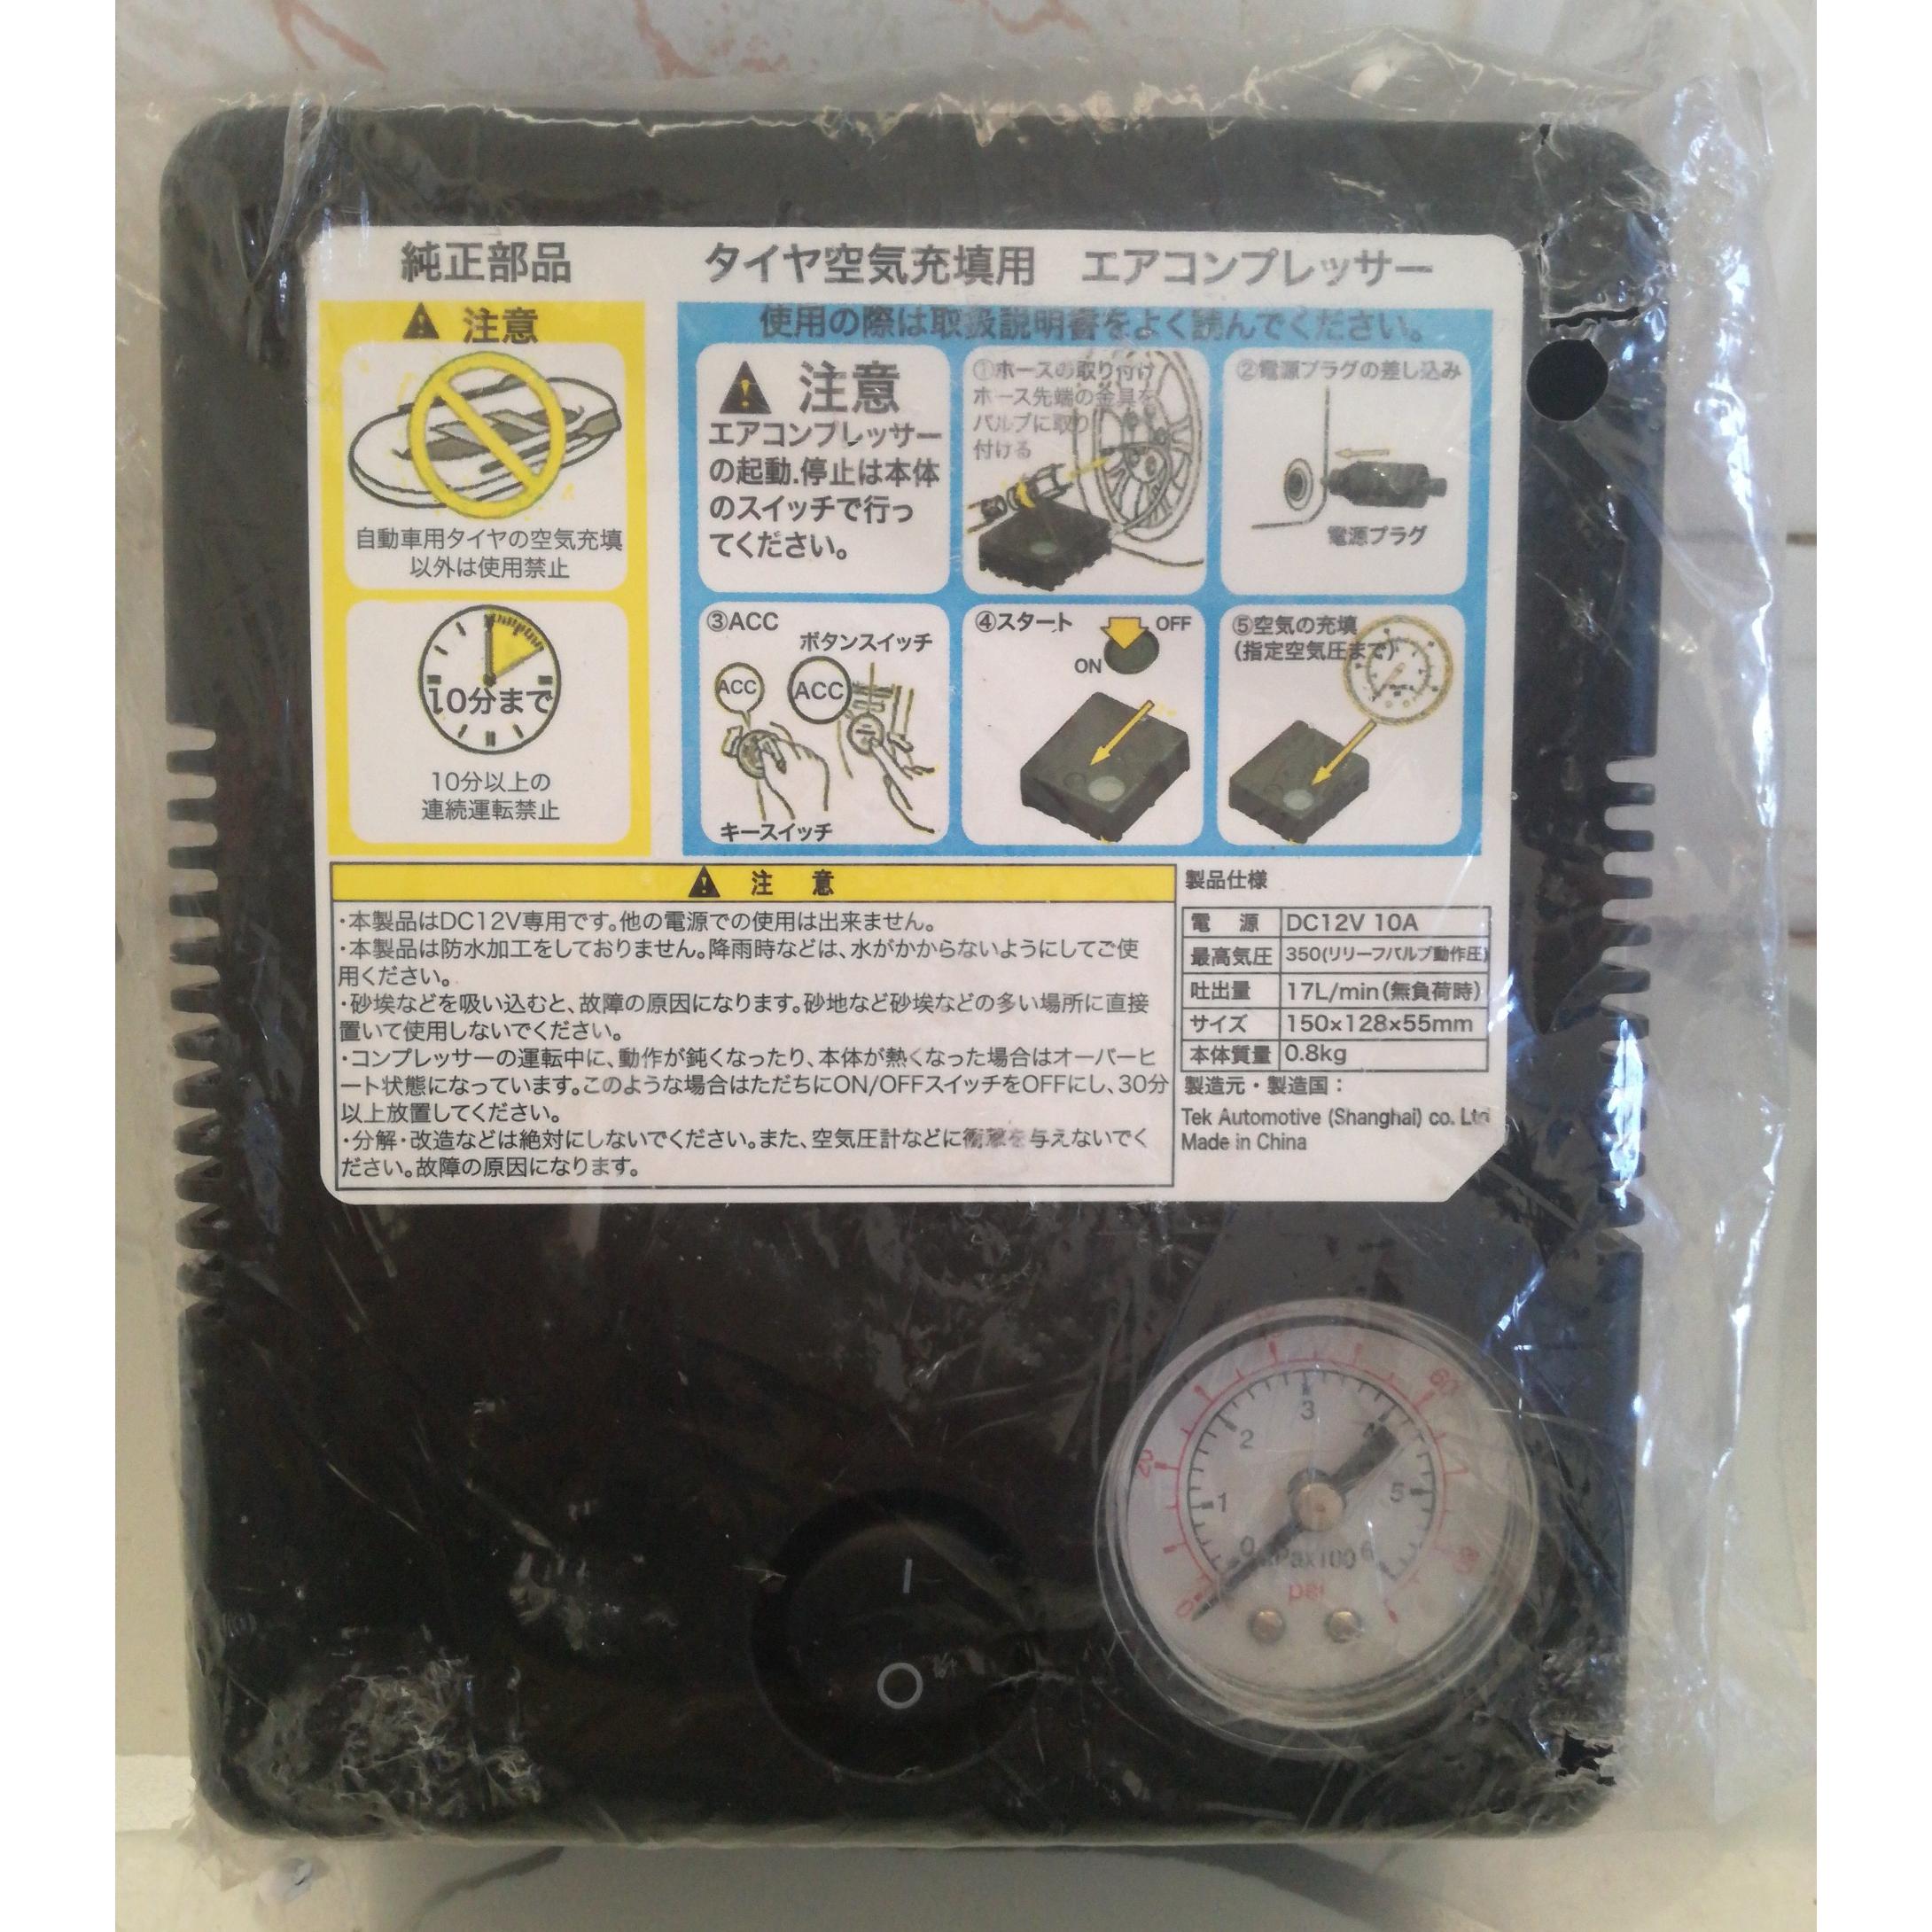 純正部品
タイヤ空気充填用 エアコンプレッサー
注意
自動車用タイヤの空気充填
以外は使用禁止
10分まで
10分以上の
連続運転禁止
使用の際は取扱説明書をよく読んでください。
注意
エアコンプレッサー
の起動.停止は本体
のスイッチで行っ
てください。
①ホースの取り付け
ホース先端の金具を
バルブに取り
付ける
②電源プラグの差し込み
電源プラグ
③ACC
ボタンスイッチ
ACC
ACC
キースイッチ
④スタート
OFF
ON
⑤空気の充填
(指定空気圧まで)
注 意
・本製品はDC12V専用です。他の電源での使用は出来ません。
・本製品は防水加工をしておりません。降雨時などは、水がかからないようにしてご使
用ください。
・砂埃などを吸い込むと、故障の原因になります。砂地など砂埃などの多い場所に直接
置いて使用しないでください。
・コンプレッサーの運転中に、動作が鈍くなったり、本体が熱くなった場合はオーバーヒ
ート状態になっています。このような場合はただちにON/OFFスイッチをOFFにし、30分
以上放置してください。
・分解・改造などは絶対にしないでください。また、空気圧計などに衝撃を与えないでく
ださい。故障の原因になります。
製品仕様
電 源 DC12V 10A
最高気圧 350(リリーフバルブ動作圧)
吐出量 17L/min(無負荷時)
サイズ 150×128×55mm
本体質量 0.8kg
製造元・製造国：
Tek Automotive (Shanghai) co. Ltd
Made in China
0 1 2 3 5 6
x100
psi
0 20 60